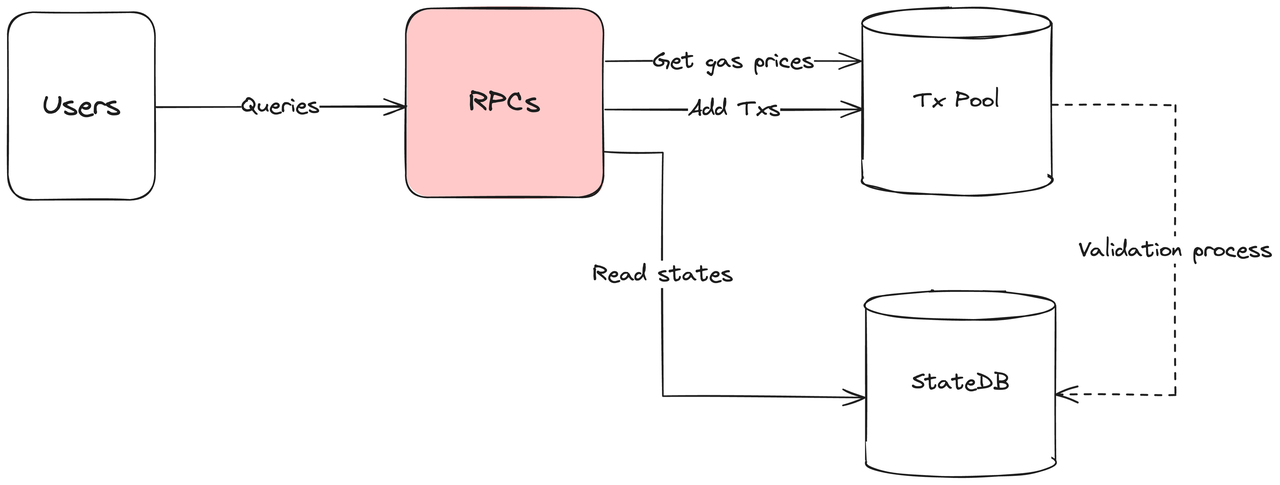 Users
Queries
RPCs
Get gas prices
Add Txs
Tx Pool
Validation process
Read states
StateDB